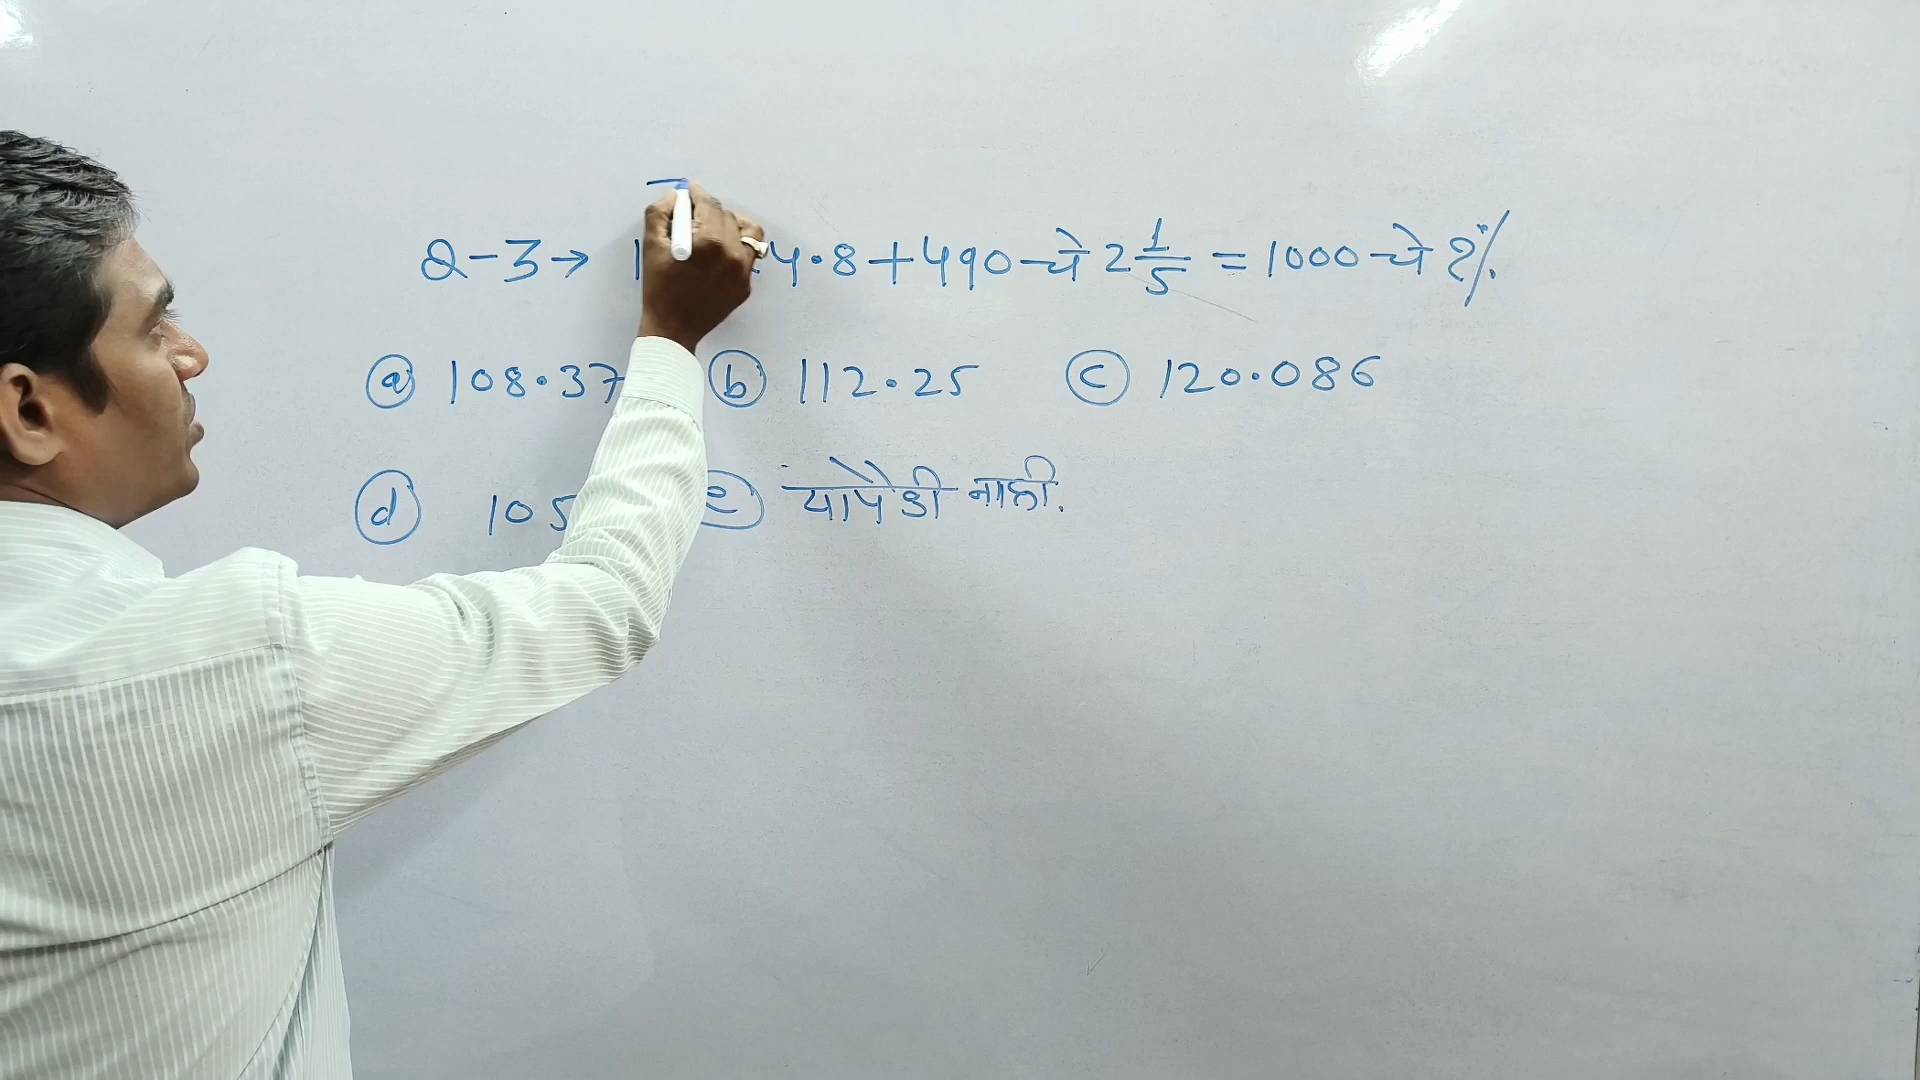 Q-3→ 1 4.8+490-चे 2 1/5 = 1000-चे ?%.
ⓐ 108.37 ⓑ 112.25 ⓒ 120.086
ⓓ 105 ⓔ यापैकी नाही.